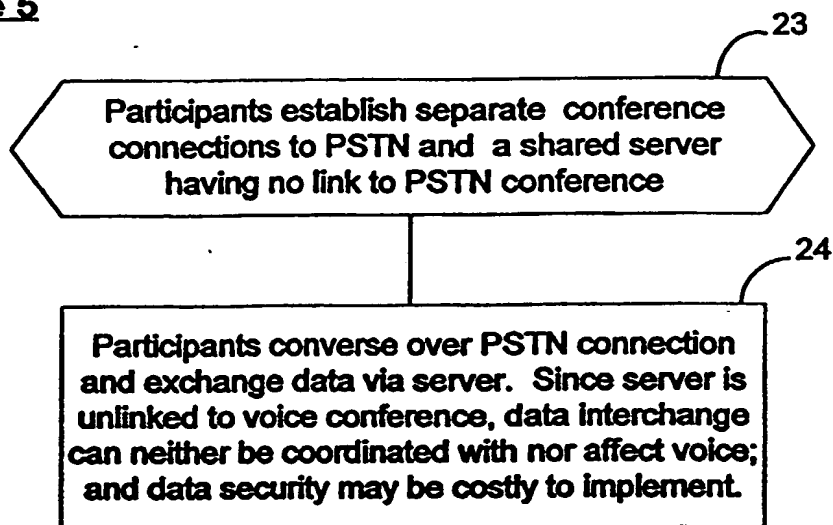 5
23
Participants establish separate conference
connections to PSTN and a shared server
having no link to PSTN conference
24
Participants converse over PSTN connection
and exchange data via server. Since server is
unlinked to voice conference, data interchange
can neither be coordinated with nor affect voice;
and data security may be costly to implement.